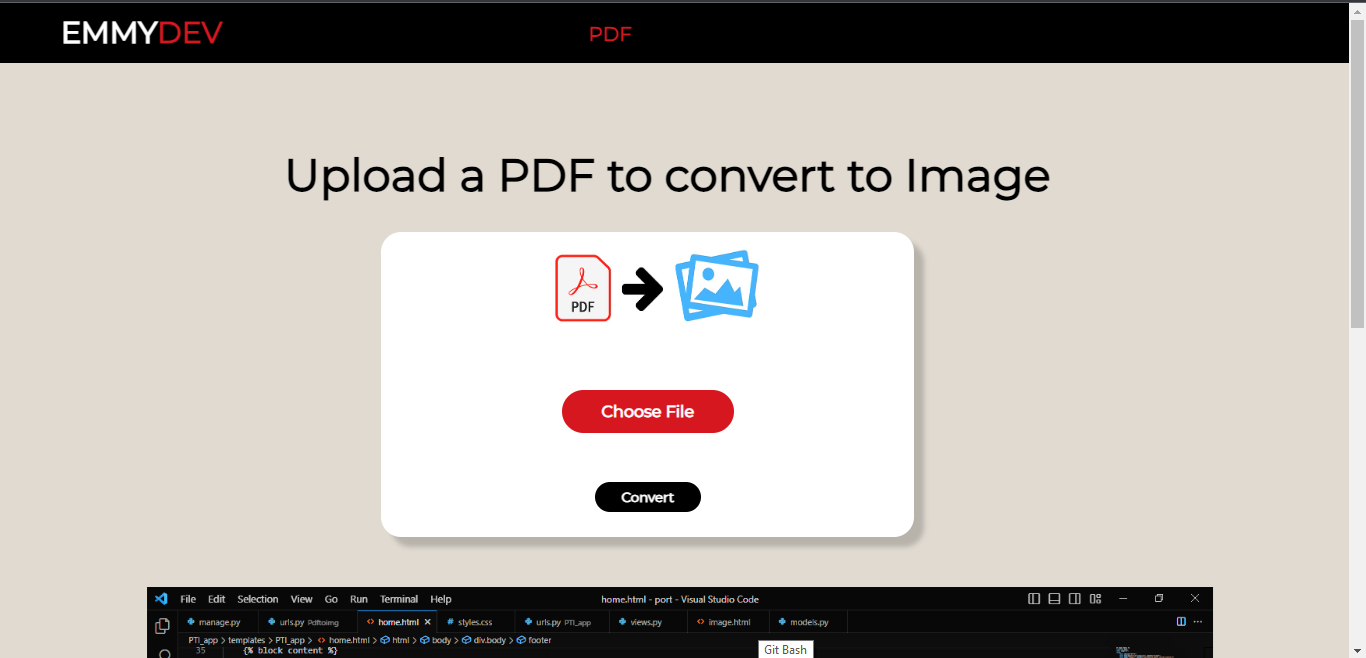 EMMYDEV
PDF
Upload a PDF to convert to Image
PDF
Choose File
Convert
File Edit Selection View Go Run Terminal Help home.html - port - Visual Studio Code
manage.py urls.py Pdftoimg home.html styles.css urls.py PTI_app views.py image.html models.py
PTI_app > templates > PTI_app > home.html > html > body > div.body > footer
35 {% block content %}
Git Bash